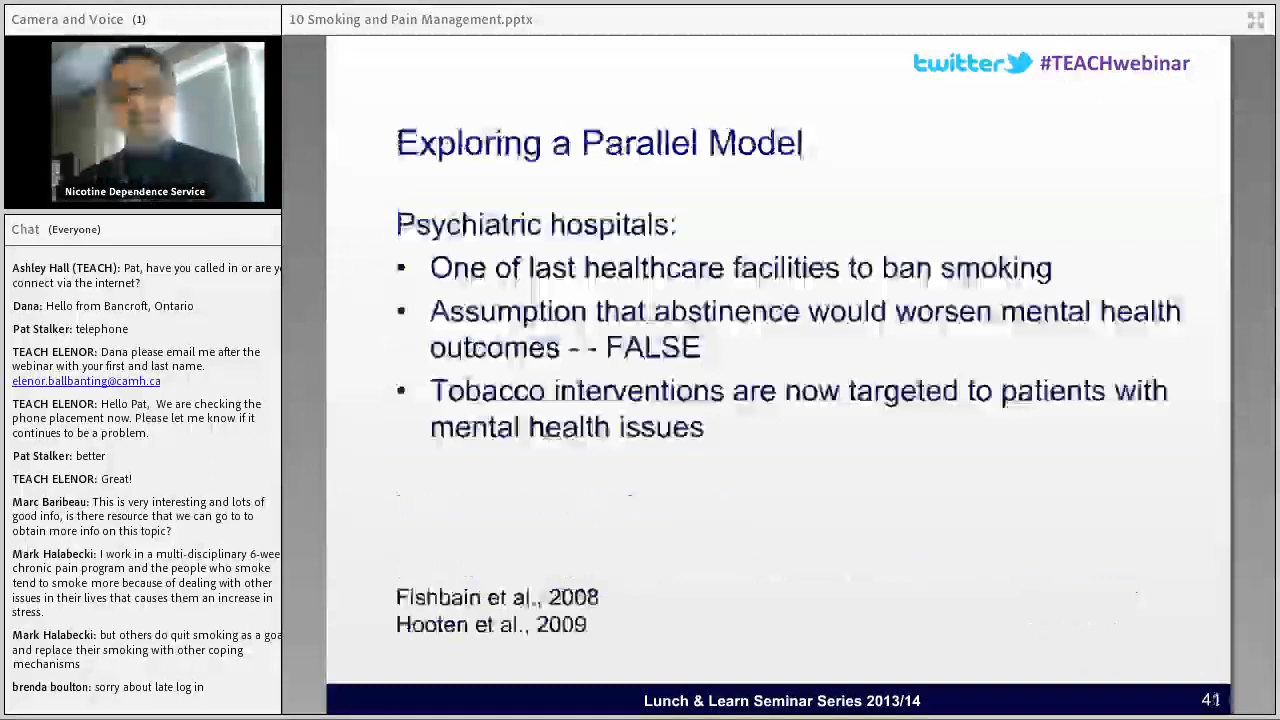 Camera and Voice (1)
10 Smoking and Pain Management.pptx
Nicotine Dependence Service
Chat (Everyone)
Ashley Hall (TEACH): Pat, have you called in or are y
connect via the internet?
Dana: Hello from Bancroft, Ontario
Pat Stalker: telephone
TEACH ELENOR: Dana please email me after the
webinar with your first and last name.
elenor.ballbanting@camh.ca
TEACH ELENOR: Hello Pat, We are checking the
phone placement now. Please let me know if it
continues to be a problem.
Pat Stalker: better
TEACH ELENOR: Great!
Marc Baribeau: This is very interesting and lots of
good info, is there resource that we can go to to
obtain more info on this topic?
Mark Halabecki: I work in a multi-disciplinary 6-wee
chronic pain program and the people who smoke
tend to smoke more because of dealing with other
issues in their lives that causes them an increase in
stress.
Mark Halabecki: but others do quit smoking as a goa
and replace their smoking with other coping
mechanisms
brenda boulton: sorry about late log in
twitter #TEACHwebinar
Exploring a Parallel Model
Psychiatric hospitals:
• One of last healthcare facilities to ban smoking
• Assumption that abstinence would worsen mental health
outcomes - - FALSE
• Tobacco interventions are now targeted to patients with
mental health issues
Fishbain et al., 2008
Hooten et al., 2009
Lunch & Learn Seminar Series 2013/14